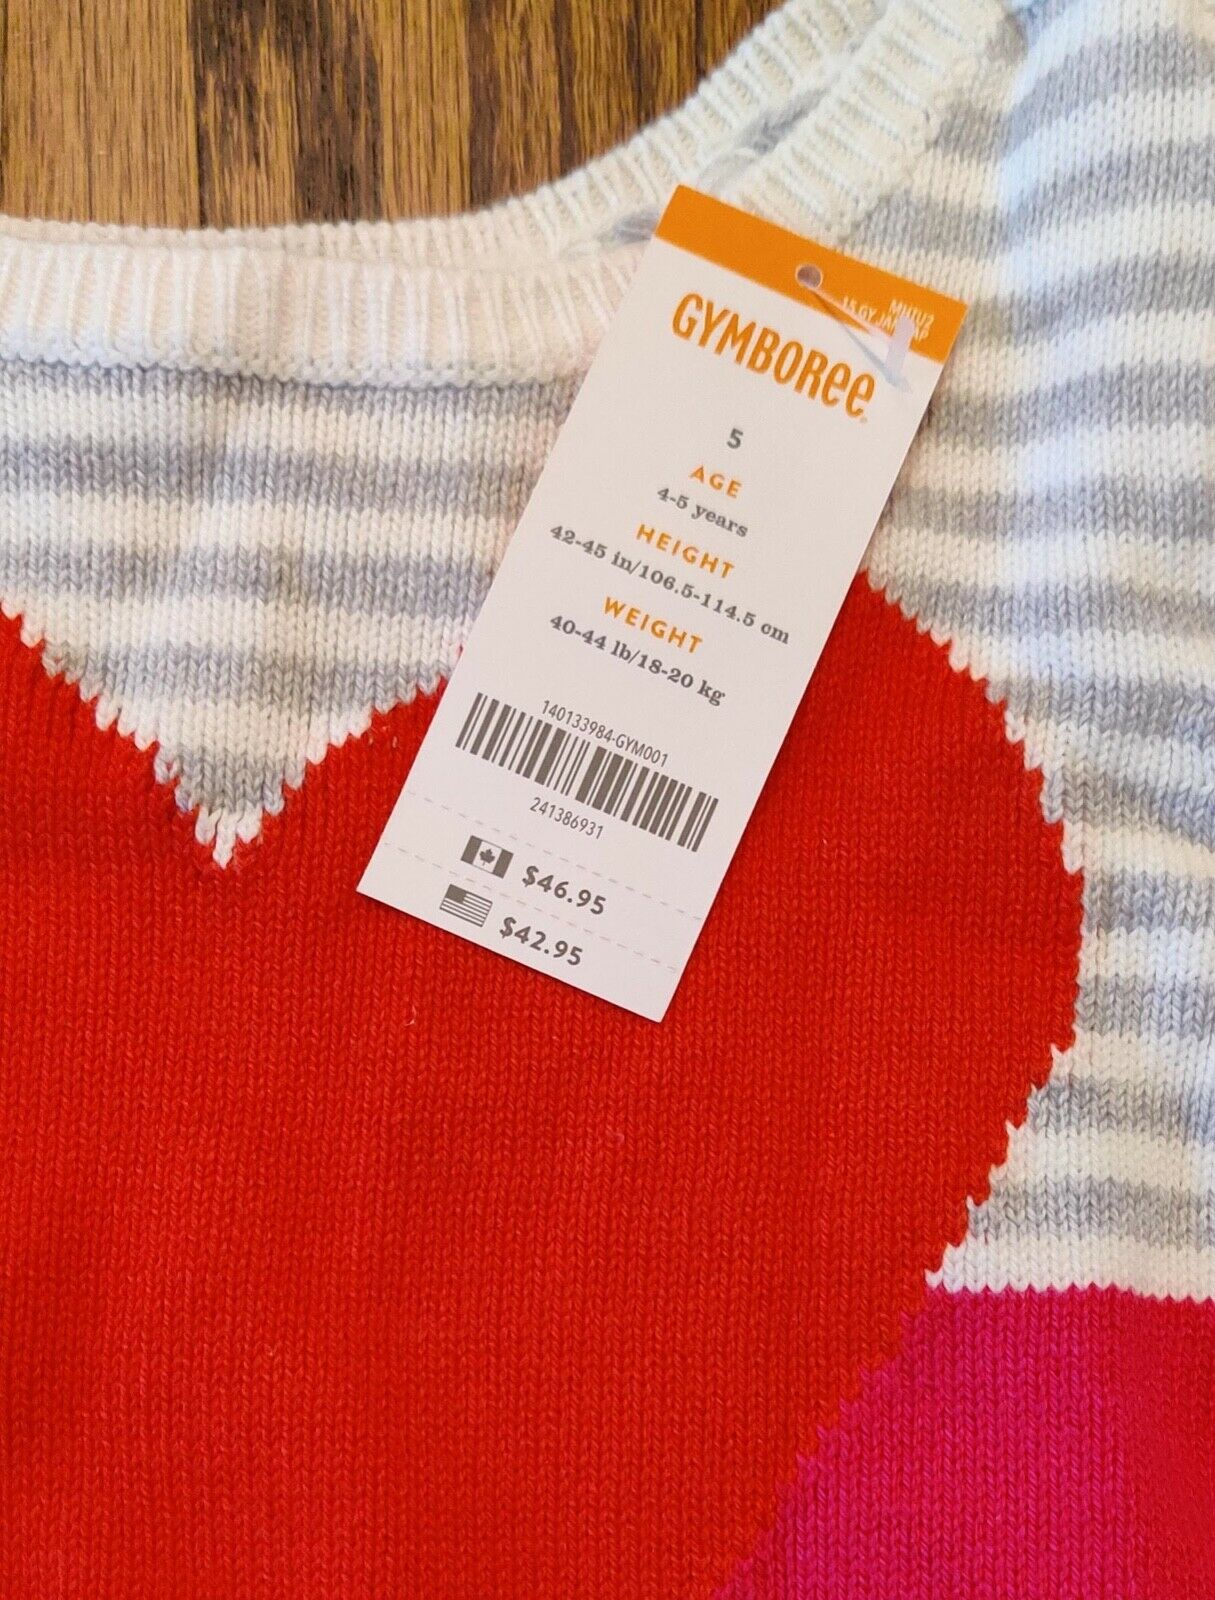 MULU2
GYMBOREE
5
AGE
4-5 years
HEIGHT
42-45 in/106.5-114.5 cm
WEIGHT
40-44 lb/18-20 kg
140133984-GYM001
241386931
$46.95
$42.95